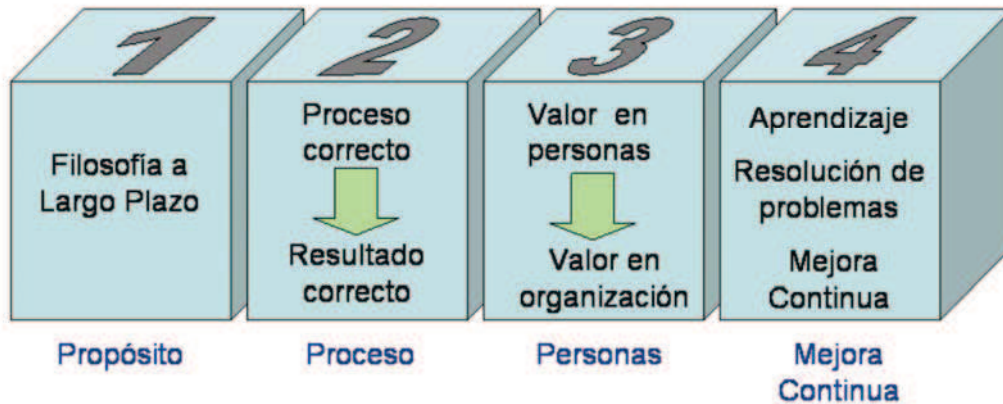 1
Filosofía a
Largo Plazo
Propósito
2
Proceso
correcto
Resultado
correcto
Proceso
3
Valor en
personas
Valor en
organización
Personas
4
Aprendizaje
Resolución de
problemas
Mejora
Continua
Mejora
Continua